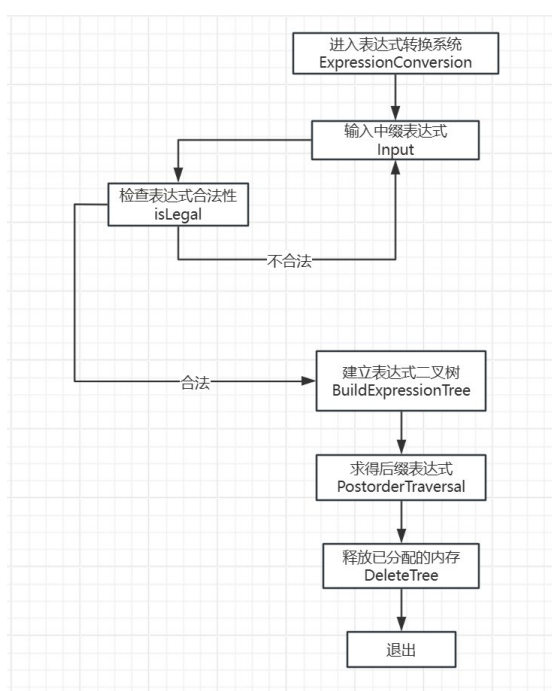 进入表达式转换系统
ExpressionConversion
输入中缀表达式
Input
检查表达式合法性
isLegal
不合法
合法
建立表达式二叉树
BuildExpressionTree
求得后缀表达式
PostorderTraversal
释放已分配的内存
DeleteTree
退出